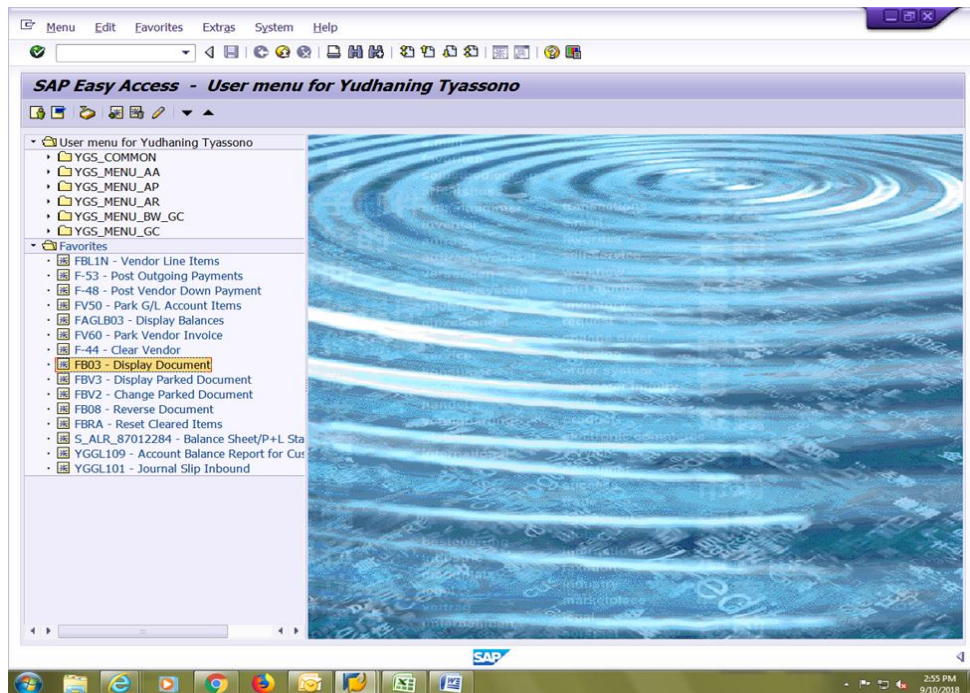 Menu Edit Favorites Extras System Help
SAP Easy Access - User menu for Yudhaning Tyassono
User menu for Yudhaning Tyassono
YGS_COMMON
YGS_MENU_AA
YGS_MENU_AP
YGS_MENU_AR
YGS_MENU_BW_GC
YGS_MENU_GC
Favorites
FBL1N - Vendor Line Items
F-53 - Post Outgoing Payments
F-48 - Post Vendor Down Payment
FV50 - Park G/L Account Items
FAGLB03 - Display Balances
FV60 - Park Vendor Invoice
F-44 - Clear Vendor
FB03 - Display Document
FBV3 - Display Parked Document
FBV2 - Change Parked Document
FB08 - Reverse Document
FBRA - Reset Cleared Items
S_ALR_87012284 - Balance Sheet/P+L Sta
YGGL109 - Account Balance Report for Cus
YGGL101 - Journal Slip Inbound
SAP
2:55 PM
9/10/2018